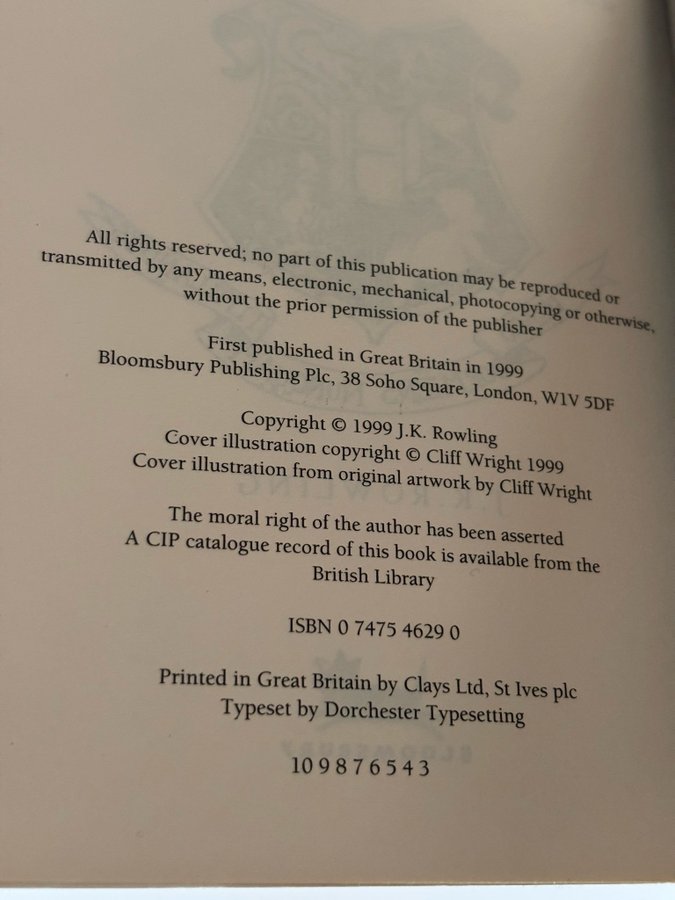 All rights reserved; no part of this publication may be reproduced or
transmitted by any means, electronic, mechanical, photocopying or otherwise,
without the prior permission of the publisher
First published in Great Britain in 1999
Bloomsbury Publishing Plc, 38 Soho Square, London, W1V 5DF
Copyright © 1999 J.K. Rowling
Cover illustration copyright © Cliff Wright 1999
Cover illustration from original artwork by Cliff Wright
The moral right of the author has been asserted
A CIP catalogue record of this book is available from the
British Library
ISBN 0 7475 4629 0
Printed in Great Britain by Clays Ltd, St Ives plc
Typeset by Dorchester Typesetting
10 9 8 7 6 5 4 3